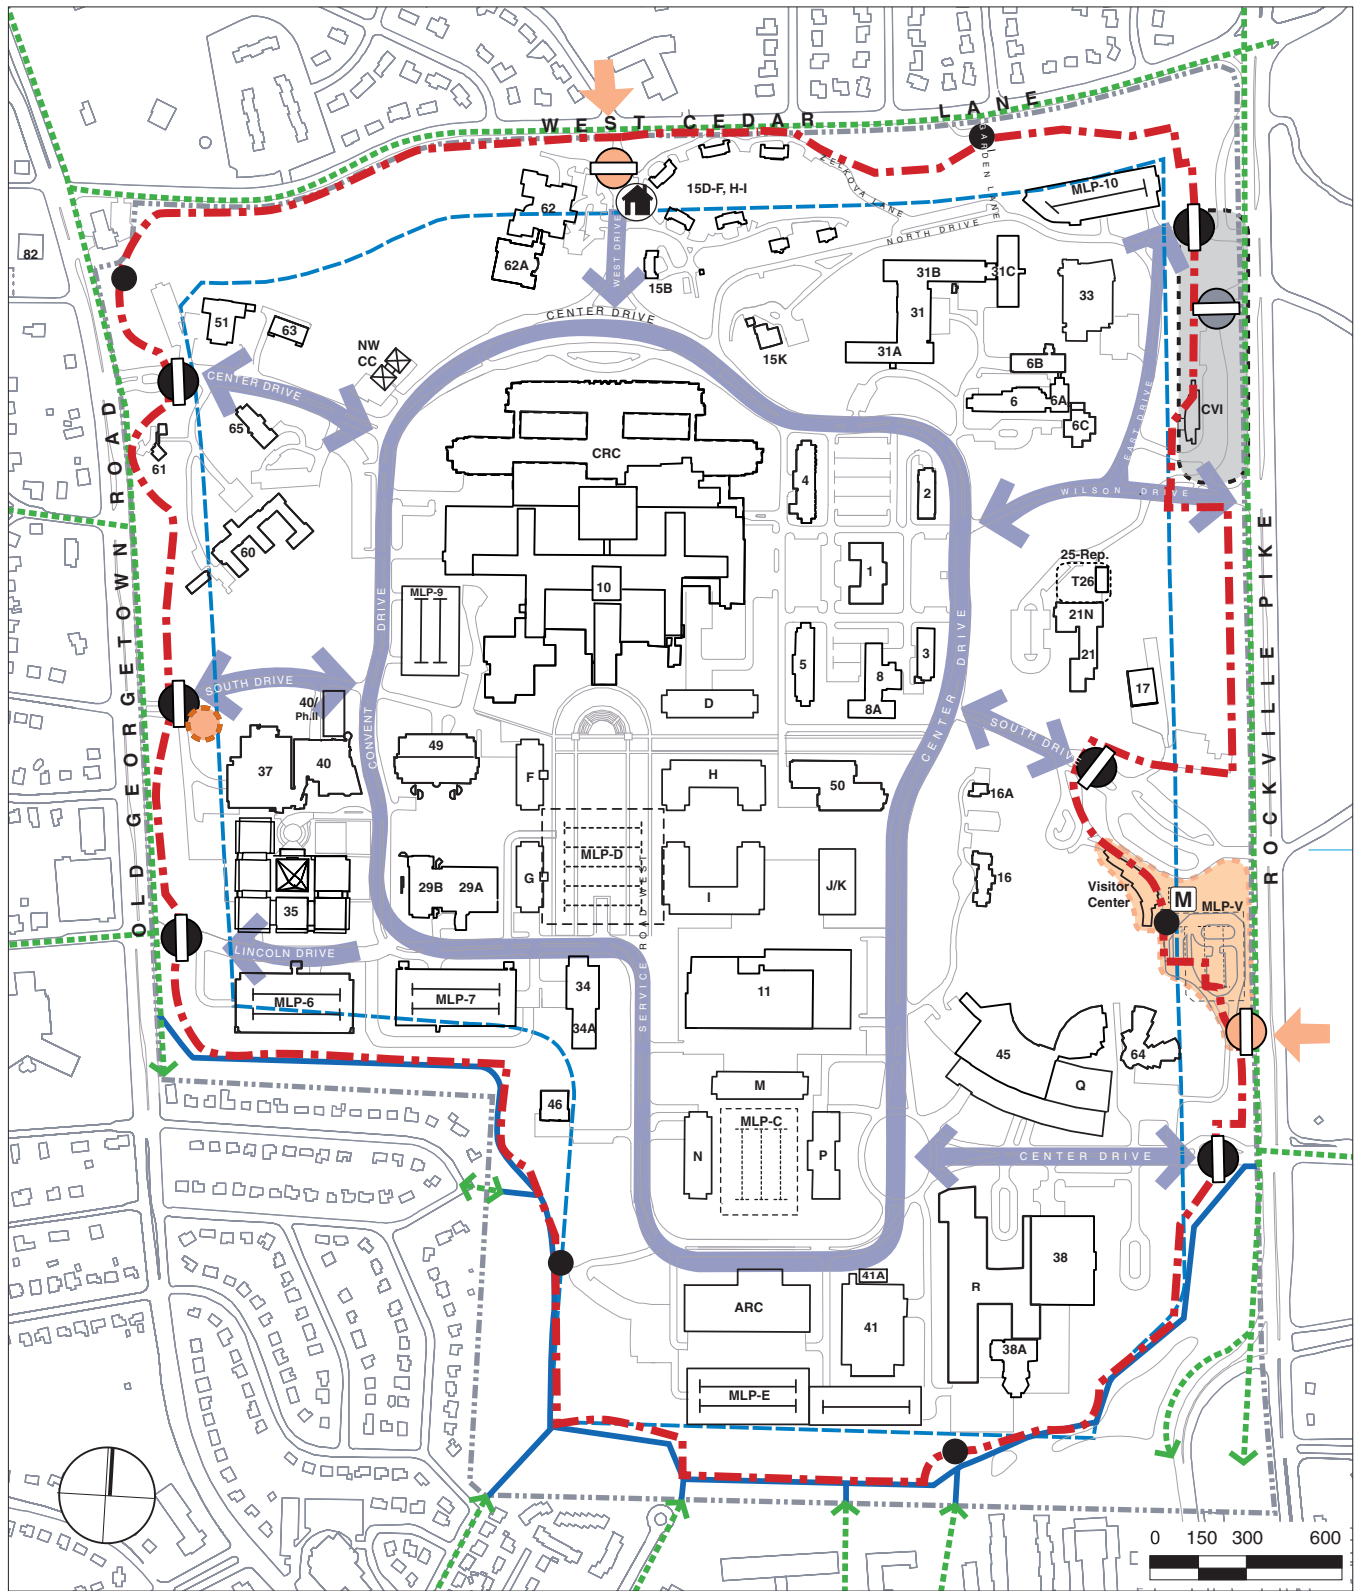 WEST CEDAR LANE
GARDEN LANE
ZELKOVA LANE
15D-F, H-I
MLP-10
62
NORTH DRIVE
82
62A
WEST DRIVE
15B
31B
31C
33
CENTER DRIVE
51
63
31
15K
NW
CC
31A
6B
CENTER DRIVE
6
6A
CVI
65
6C
EAST DRIVE
61
CRC
4
2
WILSON DRIVE
OLD GEORGETOWN ROAD
ROCKVILLE PIKE
60
25-Rep.
1
T26
10
MLP-9
21N
CONVENT DRIVE
CENTER DRIVE
5
8
3
21
SOUTH DRIVE
17
40/
Ph.II
D
8A
SOUTH DRIVE
49
37
40
F
H
50
16A
MLP-D
29B
29A
G
I
J/K
16
Visitor
Center
M
MLP-V
35
SERVICE ROAD WEST
LINCOLN DRIVE
MLP-6
MLP-7
34
11
34A
45
64
46
M
Q
MLP-C
N
P
CENTER DRIVE
R
38
41A
ARC
41
38A
MLP-E
0 150 300 600